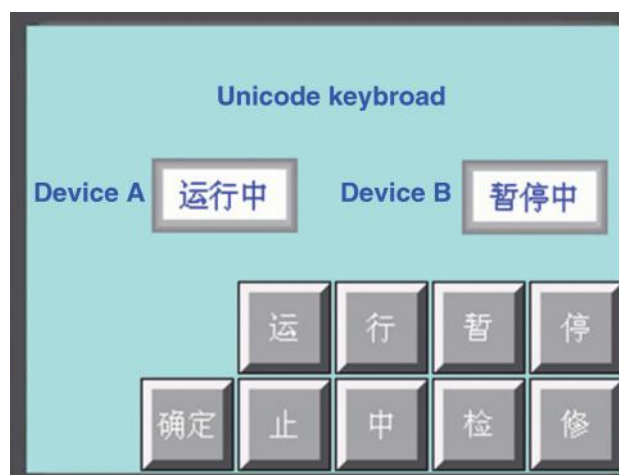 Unicode keybroad
Device A 运行中 Device B 暂停中
运 行 暂 停
确定 止 中 检 修